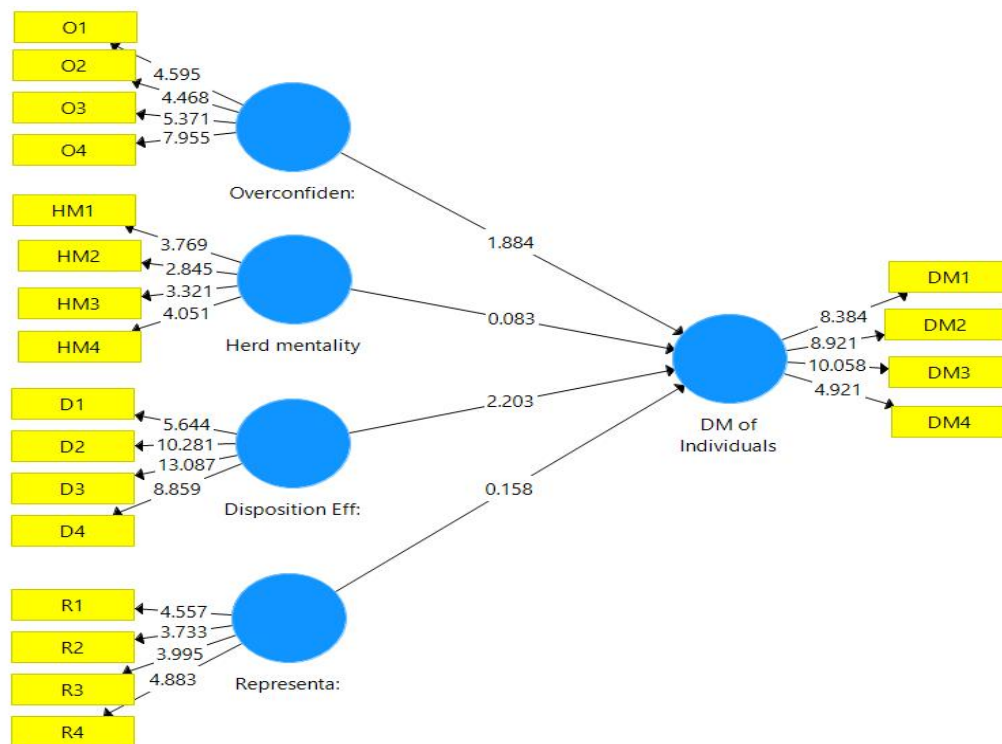 O1
O2
O3
O4
4.595
4.468
5.371
7.955
Overconfiden:
HM1
HM2
HM3
HM4
3.769
2.845
3.321
4.051
Herd mentality
D1
D2
D3
D4
5.644
10.281
13.087
8.859
Disposition Eff:
R1
R2
R3
R4
4.557
3.733
3.995
4.883
Representa:
1.884
0.083
2.203
0.158
DM of
Individuals
8.384
8.921
10.058
4.921
DM1
DM2
DM3
DM4